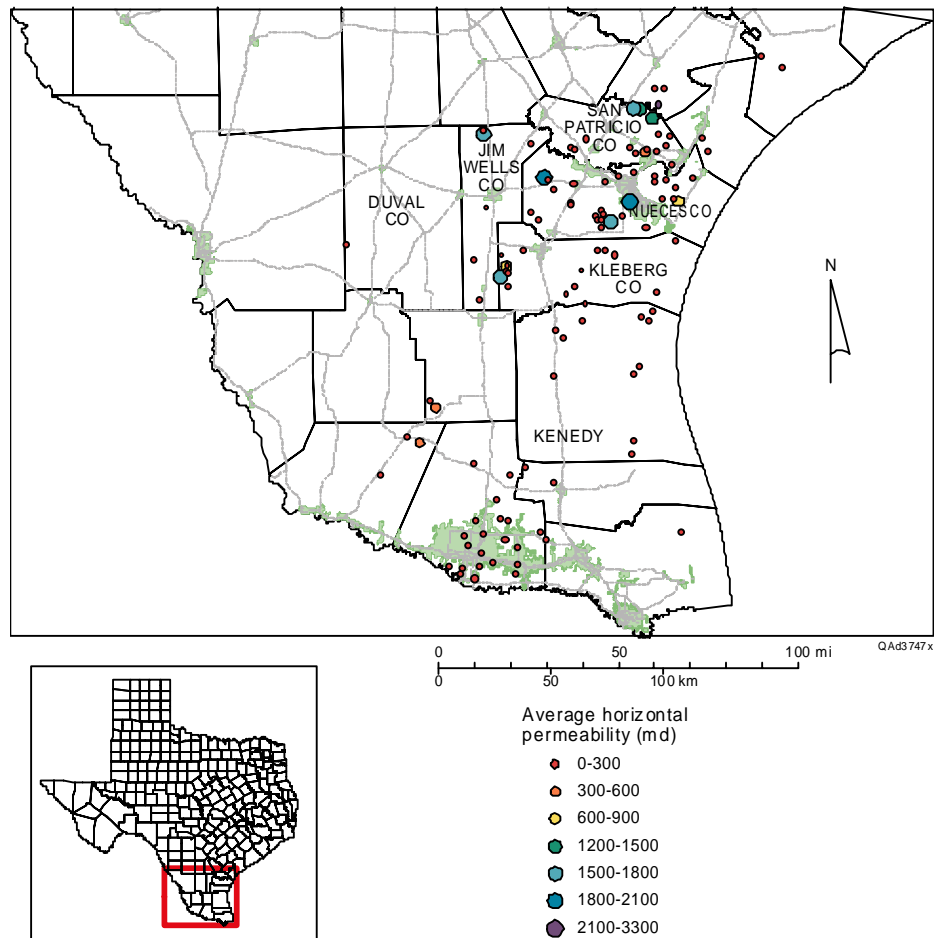 SAN
PATRICIO
CO
JIM
WELLS
CO
DUVAL
CO
NUECES CO
KLEBERG
CO
N
KENEDY
QAd3747x
0 50 100 mi
0 50 100 km
Average horizontal
permeability (md)
0-300
300-600
600-900
1200-1500
1500-1800
1800-2100
2100-3300